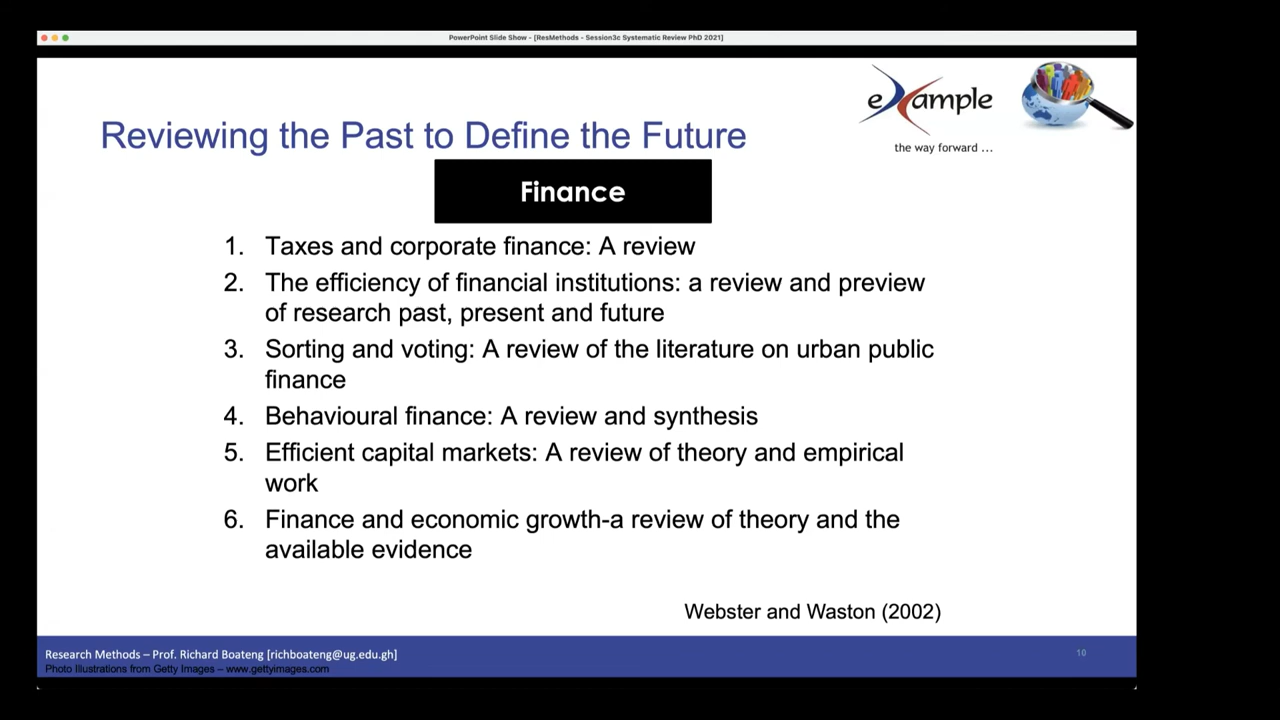 PowerPoint Slide Show - [ResMethods - Session3c Systematic Review PhD 2021]
eXample
the way forward ...
Reviewing the Past to Define the Future
Finance
1. Taxes and corporate finance: A review
2. The efficiency of financial institutions: a review and preview
of research past, present and future
3. Sorting and voting: A review of the literature on urban public
finance
4. Behavioural finance: A review and synthesis
5. Efficient capital markets: A review of theory and empirical
work
6. Finance and economic growth-a review of theory and the
available evidence
Webster and Waston (2002)
Research Methods – Prof. Richard Boateng [richboateng@ug.edu.gh]
Photo Illustrations from Getty Images – www.gettyimages.com
10